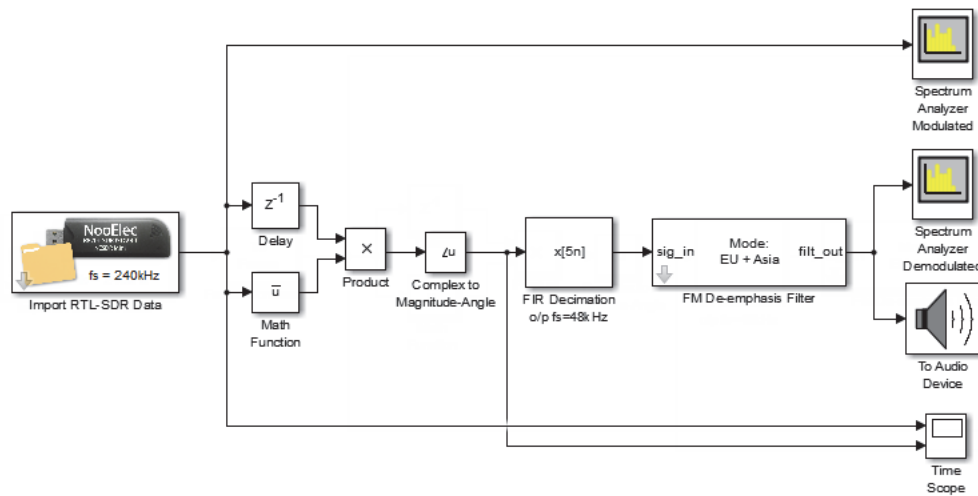 Spectrum
Analyzer
Modulated
z-1
Delay
NooElec
fs = 240kHz
Import RTL-SDR Data
u
Math
Function
×
Product
∠u
Complex to
Magnitude-Angle
x[5n]
FIR Decimation
o/p fs=48kHz
sig_in
Mode:
EU + Asia
filt_out
FM De-emphasis Filter
Spectrum
Analyzer
Demodulated
To Audio
Device
Time
Scope